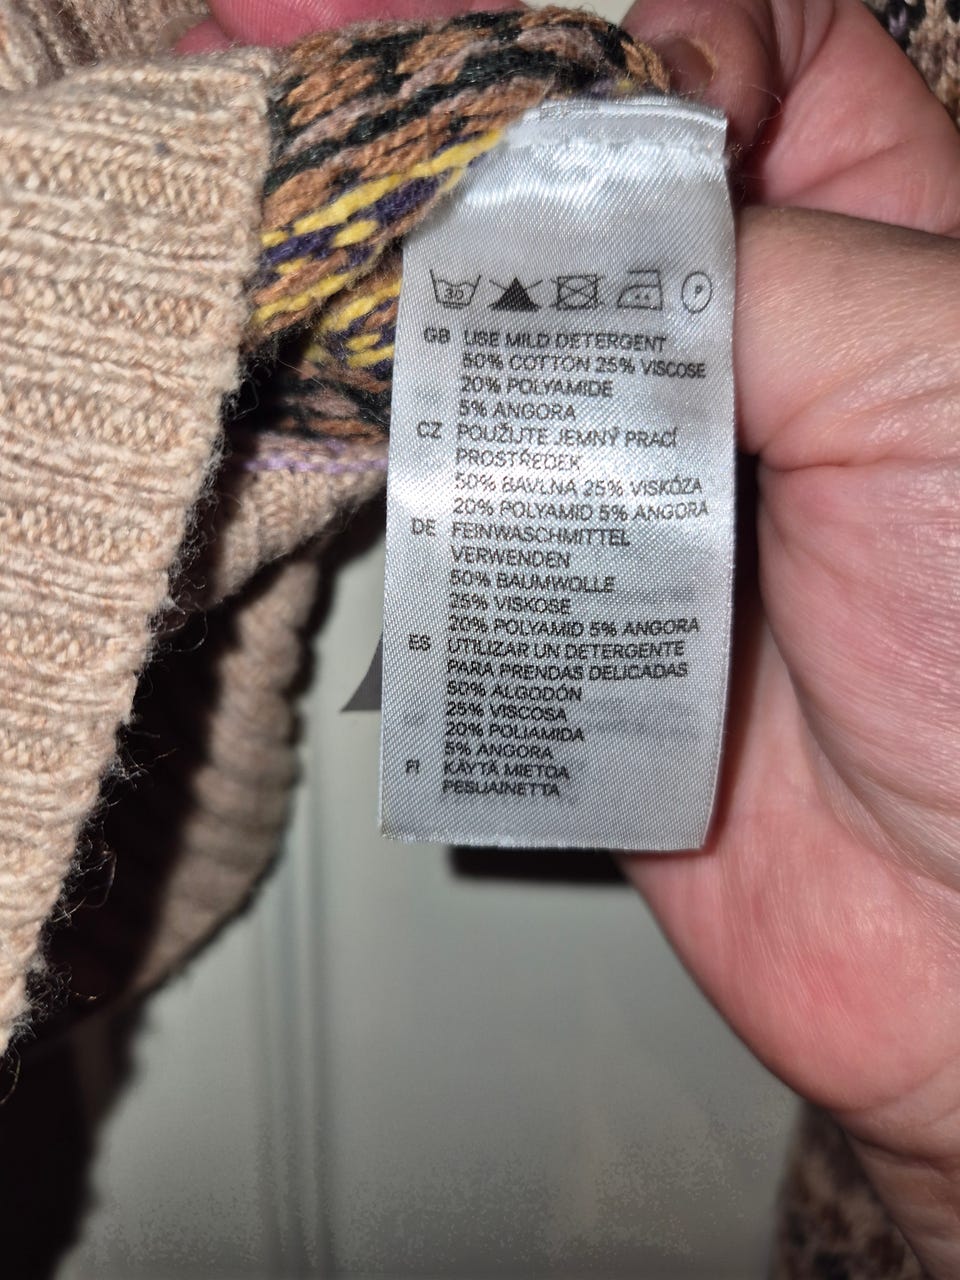 30
GB USE MILD DETERGENT
50% COTTON 25% VISCOSE
20% POLYAMIDE
5% ANGORA
CZ POUŽIJTE JEMNÝ PRACÍ
PROSTŘEDEK
50% BAVLNA 25% VISKÓZA
20% POLYAMID 5% ANGORA
DE FEINWASCHMITTEL
VERWENDEN
50% BAUMWOLLE
25% VISKOSE
20% POLYAMID 5% ANGORA
ES UTILIZAR UN DETERGENTE
PARA PRENDAS DELICADAS
50% ALGODÓN
25% VISCOSA
20% POLIAMIDA
5% ANGORA
FI KÄYTÄ MIETOA
PESUAINETTA